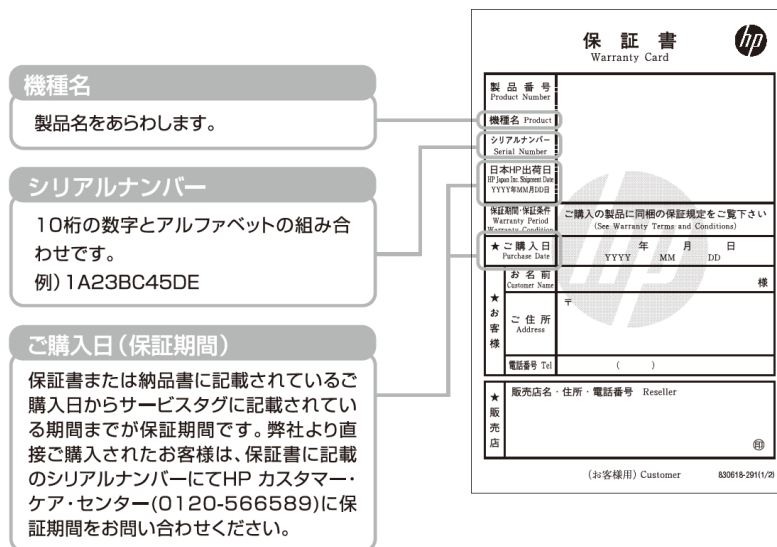 機種名
製品名をあらわします。
シリアルナンバー
10桁の数字とアルファベットの組み合
わせです。
例) 1A23BC45DE
ご購入日(保証期間)
保証書または納品書に記載されているご
購入日からサービスタグに記載されてい
る期間までが保証期間です。弊社より直
接ご購入されたお客様は、保証書に記載
のシリアルナンバーにてHP カスタマー・
ケア・センター(0120-566589)に保
証期間をお問い合わせください。
保 証 書
Warranty Card
hp
製 品 番 号
Product Number
機種名 Product
シリアルナンバー
Serial Number
日本HP出荷日
HP Japan Inc. Shipment Date
YYYY年MM月DD日
保証期間・保証条件
Warranty Period
Warranty Condition
ご購入の製品に同梱の保証規定をご覧下さい
(See Warranty Terms and Conditions)
★ ご購入日
Purchase Date
年 月 日
YYYY MM DD
★お客様
お 名 前
Customer Name
様
ご 住 所
Address
〒
電話番号 Tel
( )
★販売店
販売店名・住所・電話番号 Reseller
印
(お客様用) Customer
830618-291(1/2)